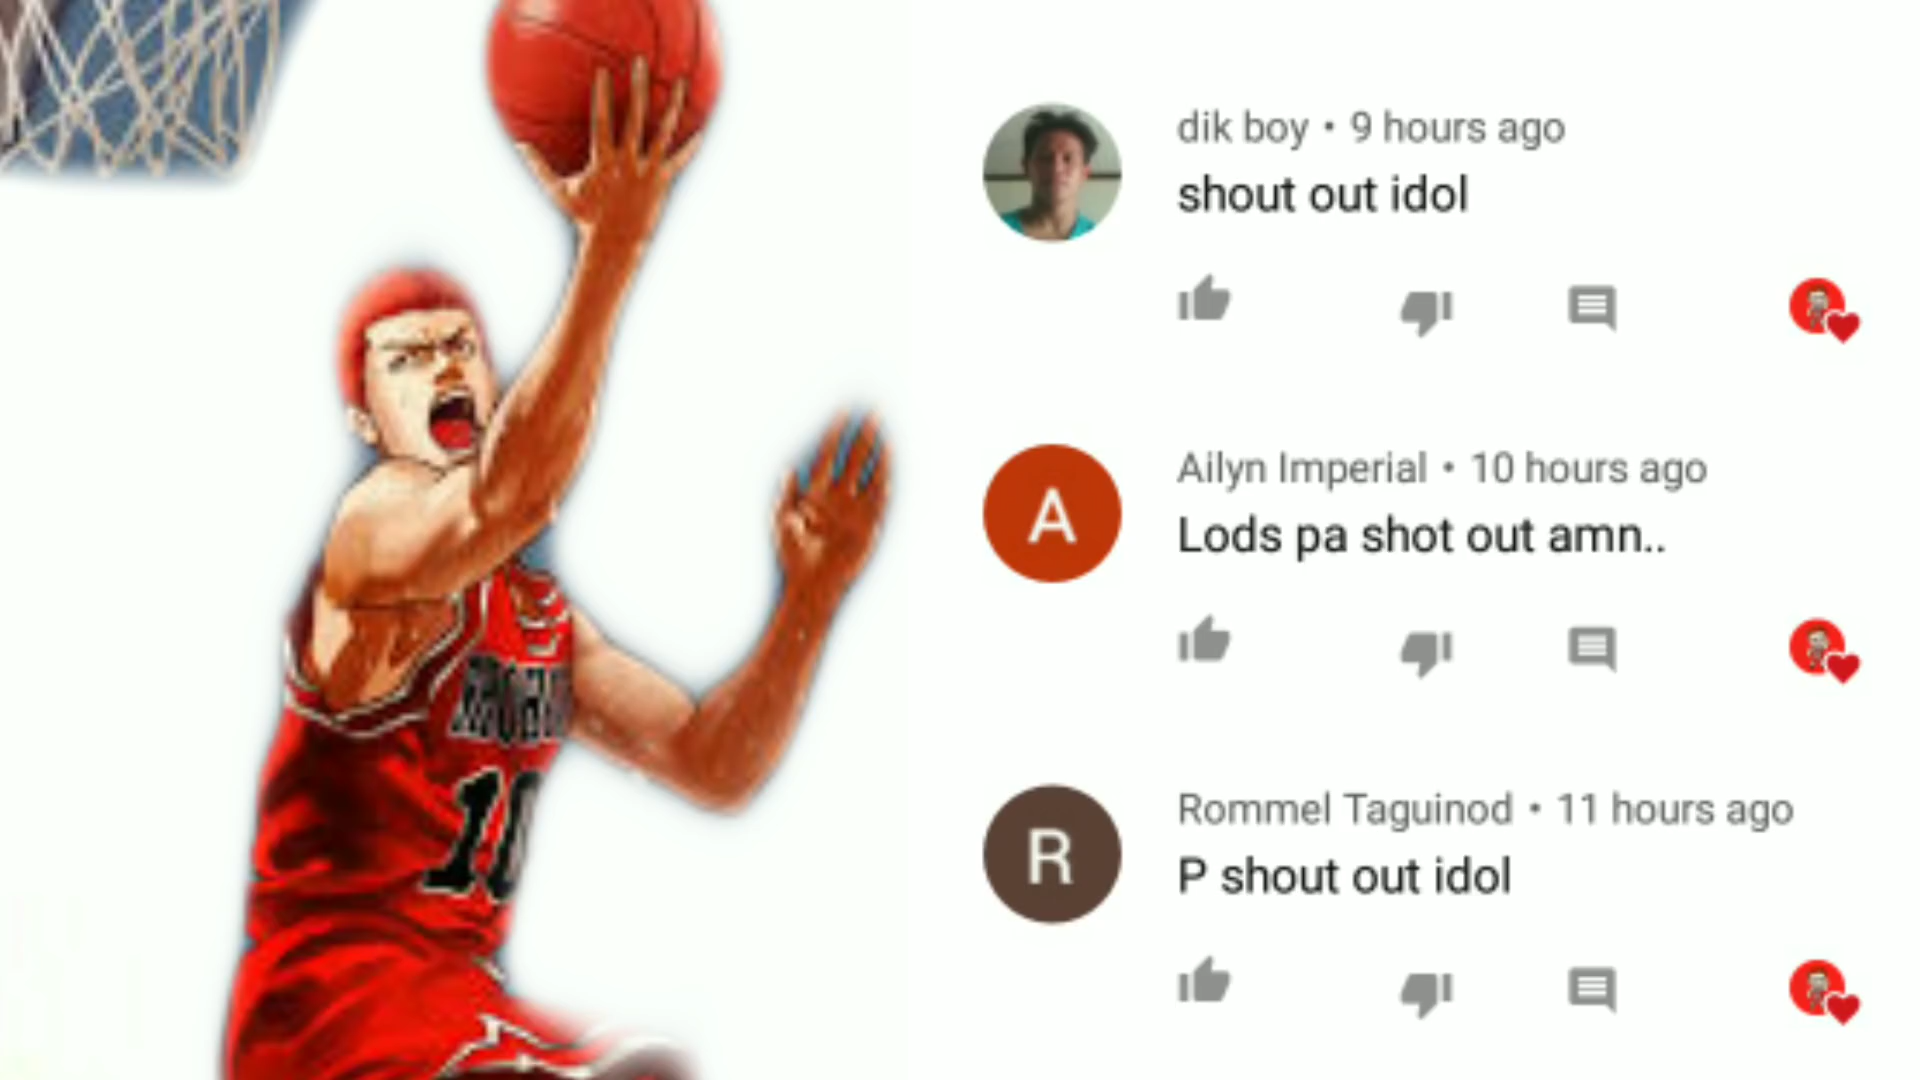 dik boy • 9 hours ago
shout out idol
A
Ailyn Imperial • 10 hours ago
Lods pa shot out amn..
R
Rommel Taguinod • 11 hours ago
P shout out idol
10